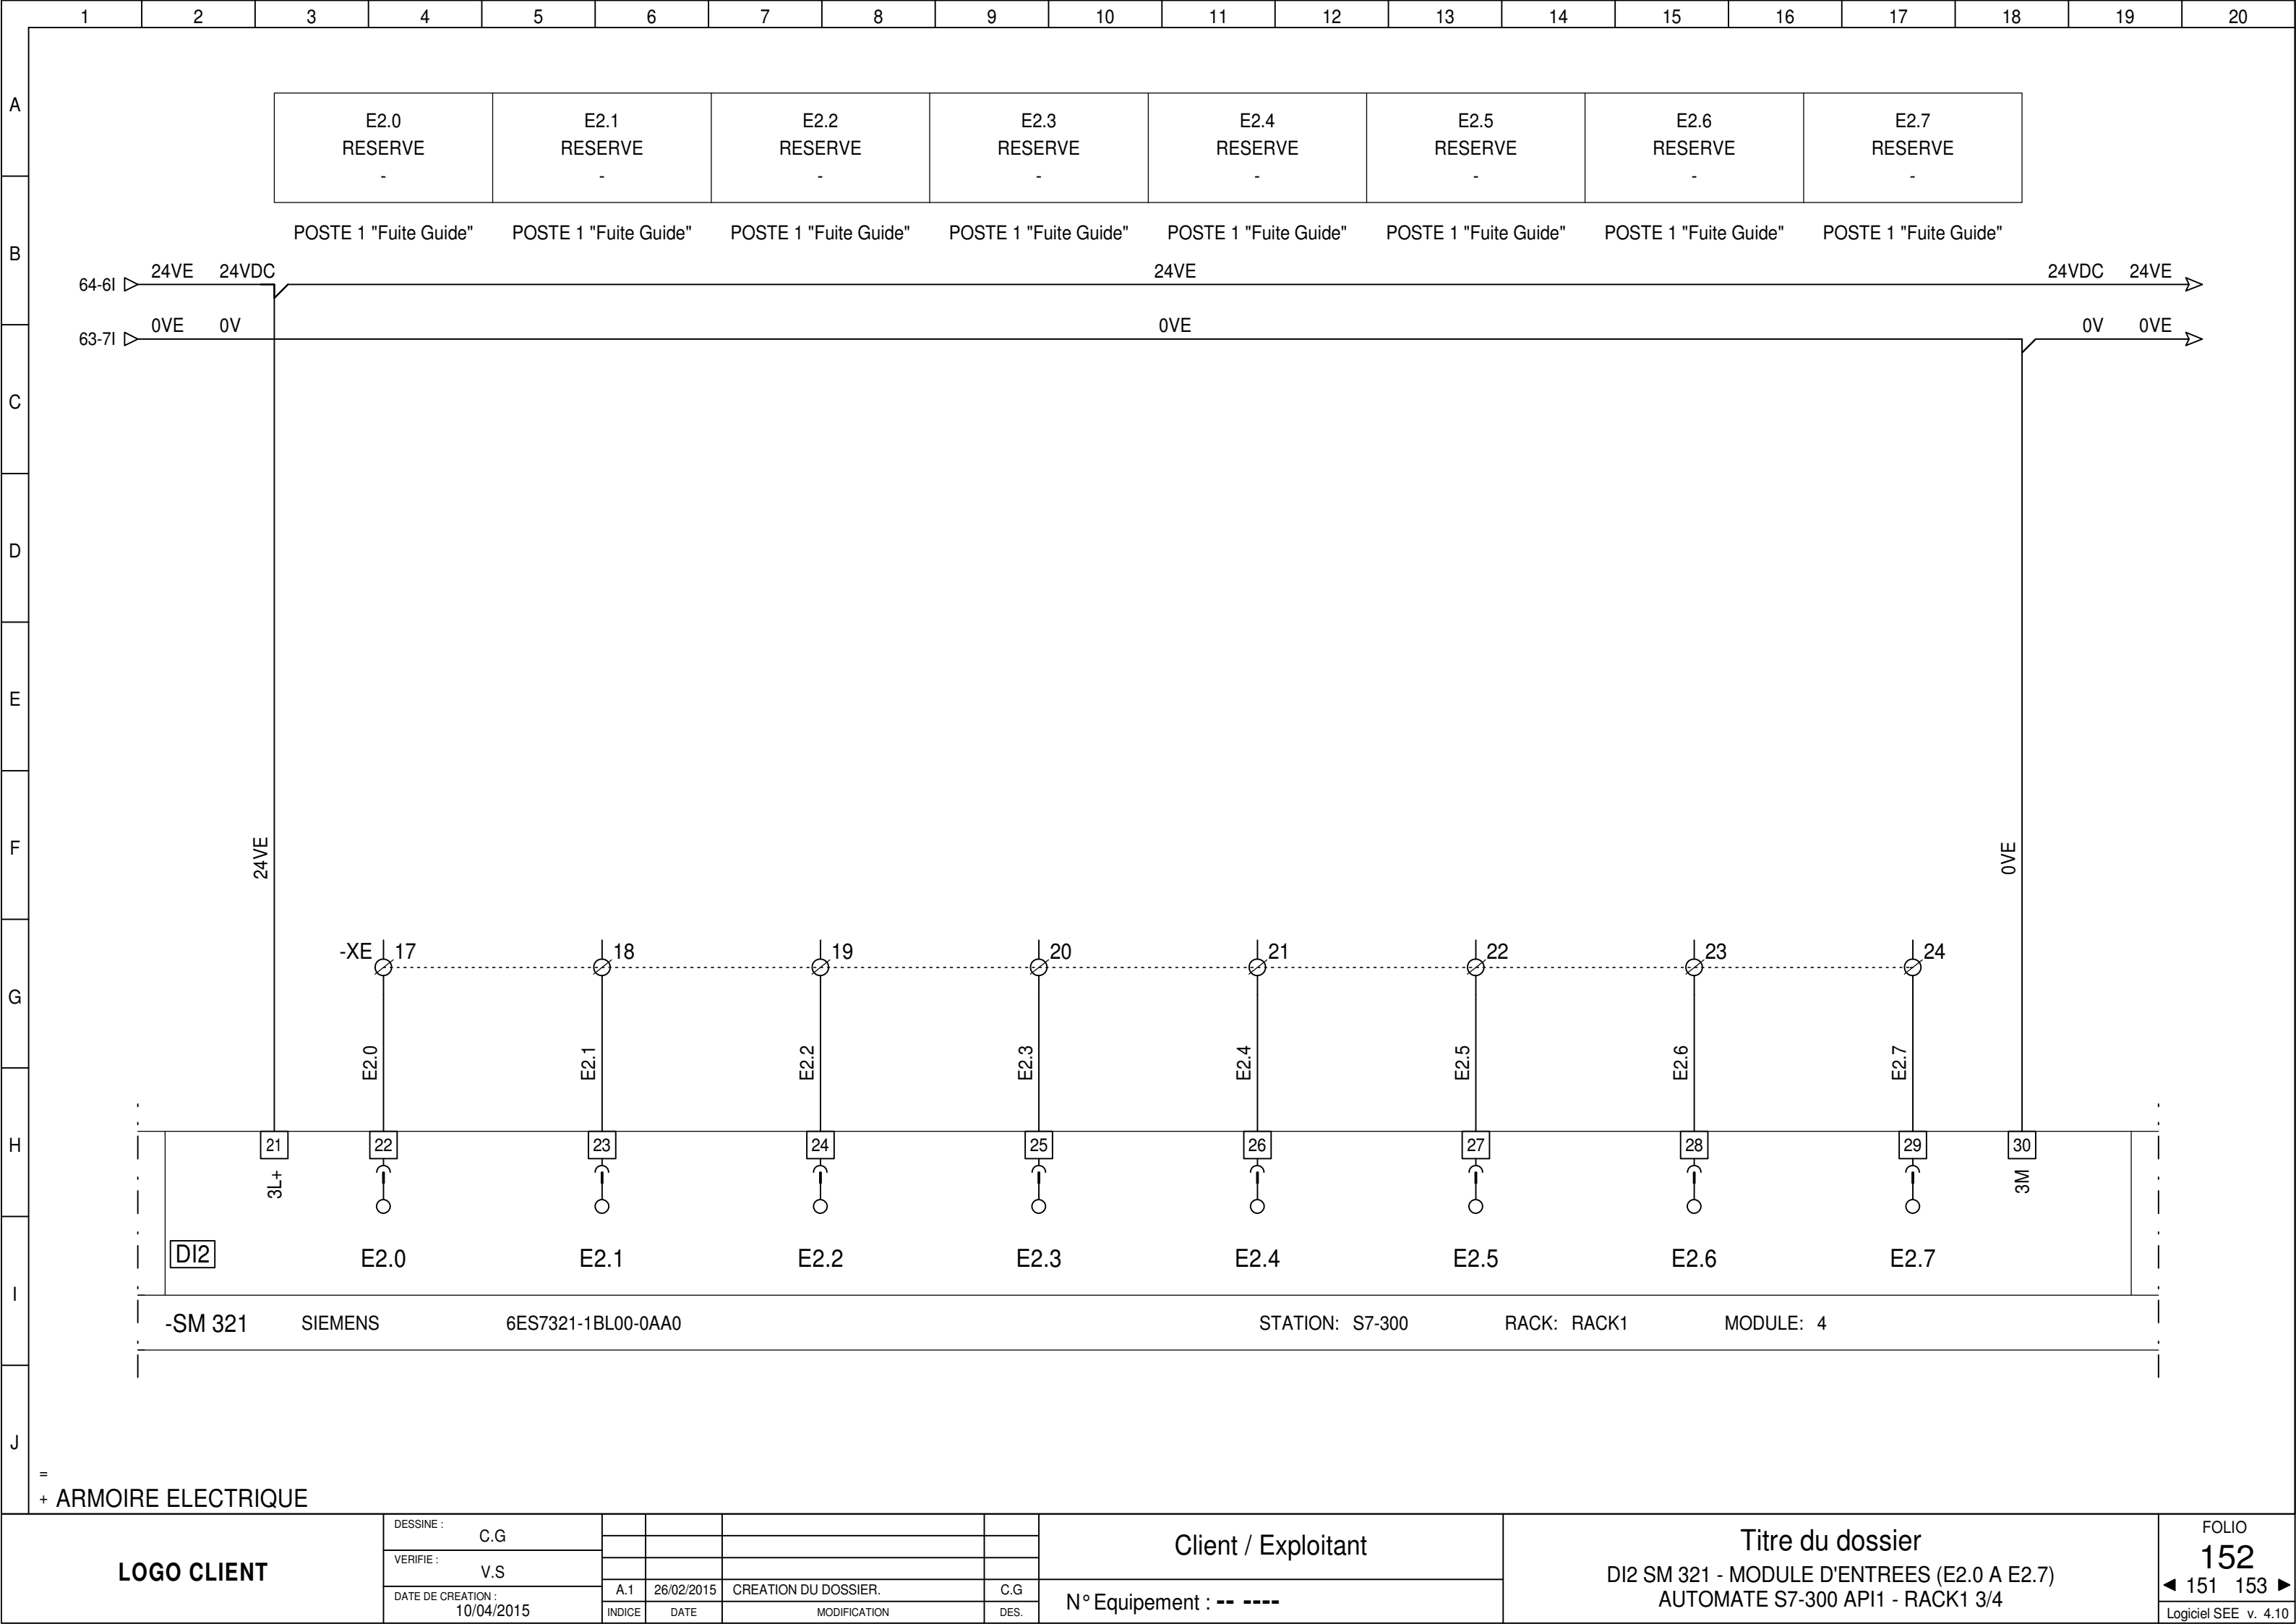 1 2 3 4 5 6 7 8 9 10 11 12 13 14 15 16 17 18 19 20
A
B
C
D
E
F
G
H
I
J
E2.0 E2.1 E2.2 E2.3 E2.4 E2.5 E2.6 E2.7
RESERVE RESERVE RESERVE RESERVE RESERVE RESERVE RESERVE RESERVE
- - - - - - - -
POSTE 1 "Fuite Guide" POSTE 1 "Fuite Guide" POSTE 1 "Fuite Guide" POSTE 1 "Fuite Guide" POSTE 1 "Fuite Guide" POSTE 1 "Fuite Guide" POSTE 1 "Fuite Guide" POSTE 1 "Fuite Guide"
64-6I 24VE 24VDC 24VE 24VDC 24VE
63-7I 0VE 0V 0VE 0V 0VE
24VE 0VE
-XE 17 18 19 20 21 22 23 24
E2.0 E2.1 E2.2 E2.3 E2.4 E2.5 E2.6 E2.7
21 22 23 24 25 26 27 28 29 30
3L+ 3M
DI2 E2.0 E2.1 E2.2 E2.3 E2.4 E2.5 E2.6 E2.7
-SM 321 SIEMENS 6ES7321-1BL00-0AA0 STATION: S7-300 RACK: RACK1 MODULE: 4
=
+ ARMOIRE ELECTRIQUE
LOGO CLIENT
DESSINE :
C.G
VERIFIE :
V.S
DATE DE CREATION :
10/04/2015
A.1 26/02/2015 CREATION DU DOSSIER. C.G
INDICE DATE MODIFICATION DES.
Client / Exploitant
N° Equipement : -- ----
Titre du dossier
DI2 SM 321 - MODULE D'ENTREES (E2.0 A E2.7)
AUTOMATE S7-300 API1 - RACK1 3/4
FOLIO
152
◄ 151 153 ►
Logiciel SEE v. 4.10